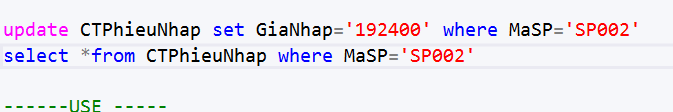 update CTPhieuNhap set GiaNhap='192400' where MaSP='SP002'
select *from CTPhieuNhap where MaSP='SP002'
------USE -----